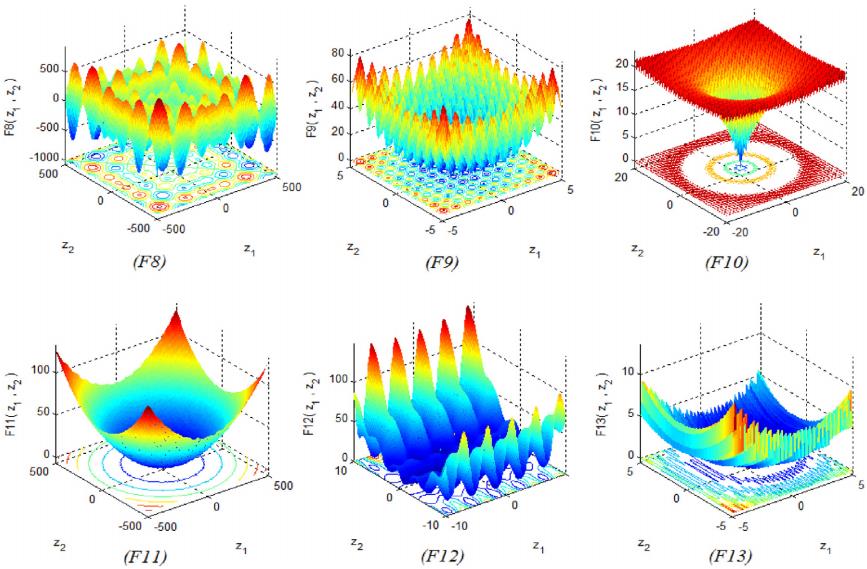 F8( z₁ , z₂ )
500
0
-500
-1000
500
0
-500
-500
0
500
z₂
z₁
(F8)
F9( z₁ , z₂ )
80
60
40
20
0
5
0
-5
-5
0
5
z₂
z₁
(F9)
F10( z₁ , z₂ )
20
15
10
5
0
20
0
-20
-20
0
20
z₂
z₁
(F10)
F11( z₁ , z₂ )
100
50
0
500
0
-500
-500
0
500
z₂
z₁
(F11)
F12( z₁ , z₂ )
100
50
0
10
0
-10
-10
0
z₂
z₁
(F12)
F13( z₁ , z₂ )
10
5
0
5
0
-5
-5
0
5
z₂
z₁
(F13)